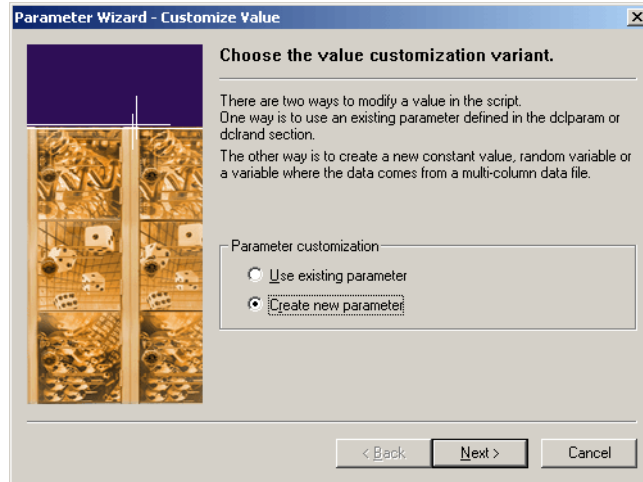 Parameter Wizard - Customize Value
Choose the value customization variant.
There are two ways to modify a value in the script.
One way is to use an existing parameter defined in the dclparam or
dclrand section.
The other way is to create a new constant value, random variable or
a variable where the data comes from a multi-column data file.
Parameter customization
Use existing parameter
Create new parameter
< Back
Next >
Cancel